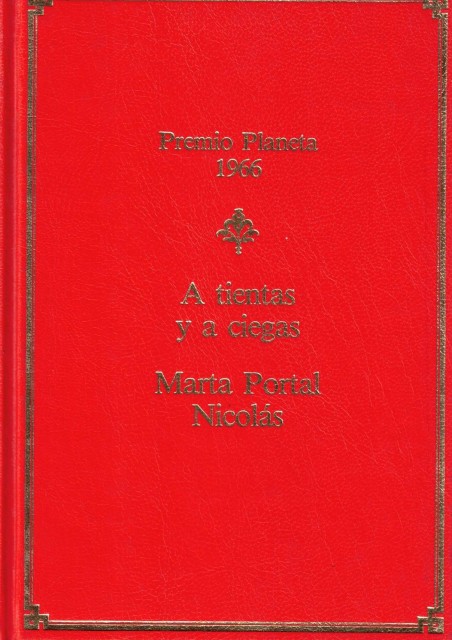 Premio Planeta
1966
A tientas
y a ciegas
Marta Portal
Nicolás